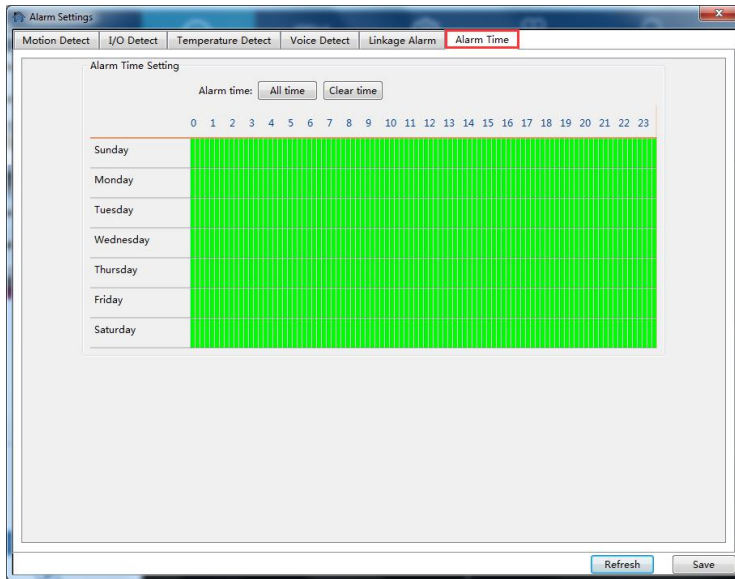 Alarm Settings
Motion Detect I/O Detect Temperature Detect Voice Detect Linkage Alarm Alarm Time
Alarm Time Setting
Alarm time: All time Clear time
0 1 2 3 4 5 6 7 8 9 10 11 12 13 14 15 16 17 18 19 20 21 22 23
Sunday
Monday
Tuesday
Wednesday
Thursday
Friday
Saturday
Refresh Save